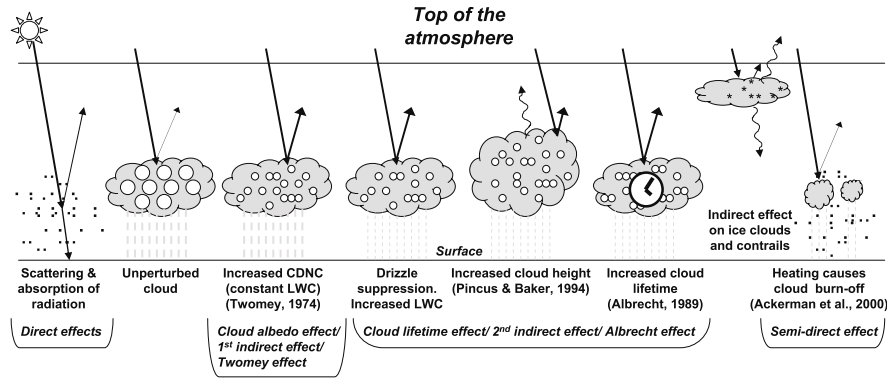 Top of the
atmosphere
Indirect effect
on ice clouds
and contrails
Surface
Scattering &
absorption of
radiation
Unperturbed
cloud
Increased CDNC
(constant LWC)
(Twomey, 1974)
Drizzle
suppression.
Increased LWC
Increased cloud height
(Pincus & Baker, 1994)
Increased cloud
lifetime
(Albrecht, 1989)
Heating causes
cloud burn-off
(Ackerman et al., 2000)
Direct effects
Cloud albedo effect/
1st indirect effect/
Twomey effect
Cloud lifetime effect/ 2nd indirect effect/ Albrecht effect
Semi-direct effect